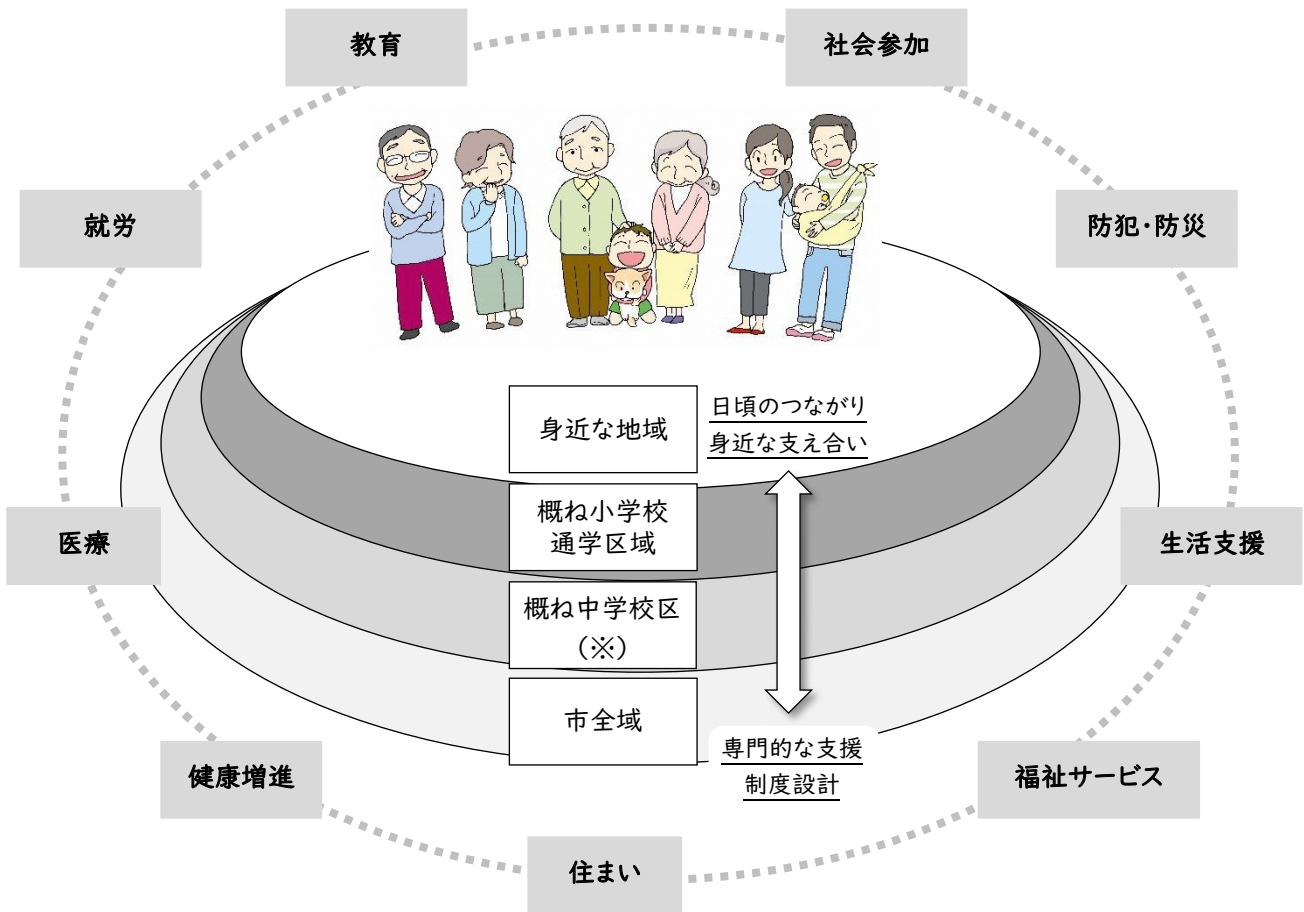 教育
社会参加
就労
防犯・防災
身近な地域
日頃のつながり
身近な支え合い
概ね小学校
通学区域
医療
生活支援
概ね中学校区
（※）
市全域
専門的な支援
制度設計
健康増進
福祉サービス
住まい